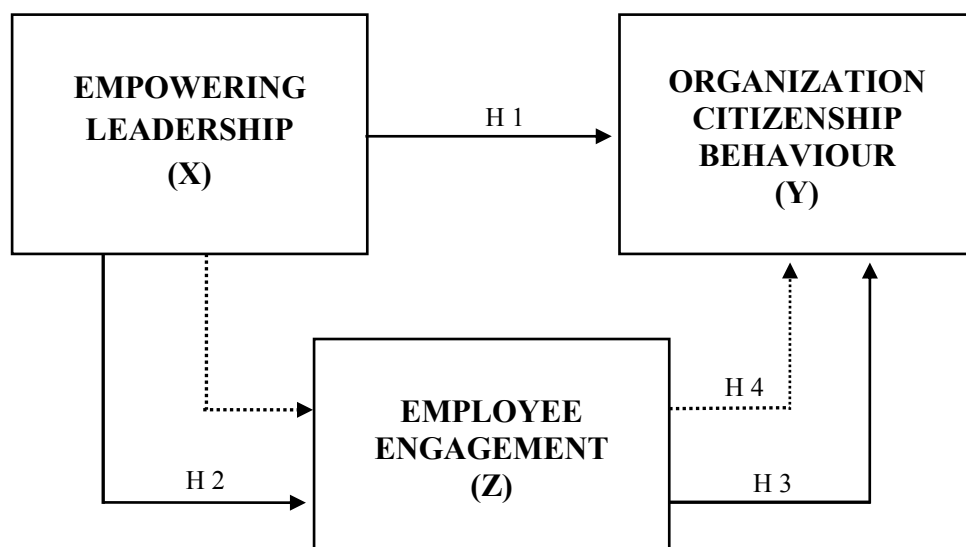 EMPOWERING
LEADERSHIP
(X)
H 1
ORGANIZATION
CITIZENSHIP
BEHAVIOUR
(Y)
EMPLOYEE
ENGAGEMENT
(Z)
H 4
H 2
H 3